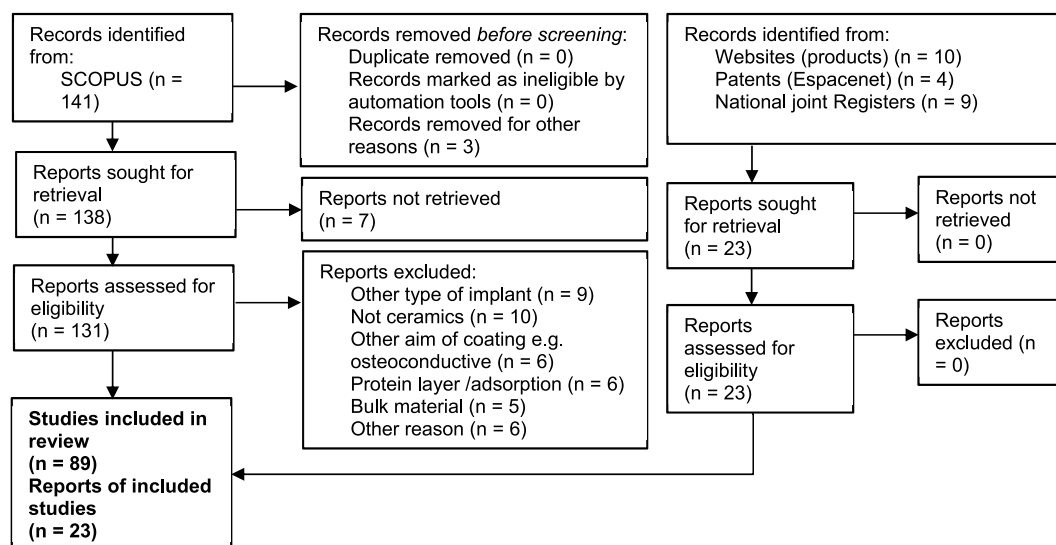 Records identified
from:
SCOPUS (n =
141)
Records removed before screening:
Duplicate removed (n = 0)
Records marked as ineligible by
automation tools (n = 0)
Records removed for other
reasons (n = 3)
Records identified from:
Websites (products) (n = 10)
Patents (Espacenet) (n = 4)
National joint Registers (n = 9)
Reports sought for
retrieval
(n = 138)
Reports not retrieved
(n = 7)
Reports sought
for retrieval
(n = 23)
Reports not
retrieved
(n = 0)
Reports assessed for
eligibility
(n = 131)
Reports excluded:
Other type of implant (n = 9)
Not ceramics (n = 10)
Other aim of coating e.g.
osteoconductive (n = 6)
Protein layer /adsorption (n = 6)
Bulk material (n = 5)
Other reason (n = 6)
Reports
assessed for
eligibility
(n = 23)
Reports
excluded (n
= 0)
Studies included in
review
(n = 89)
Reports of included
studies
(n = 23)